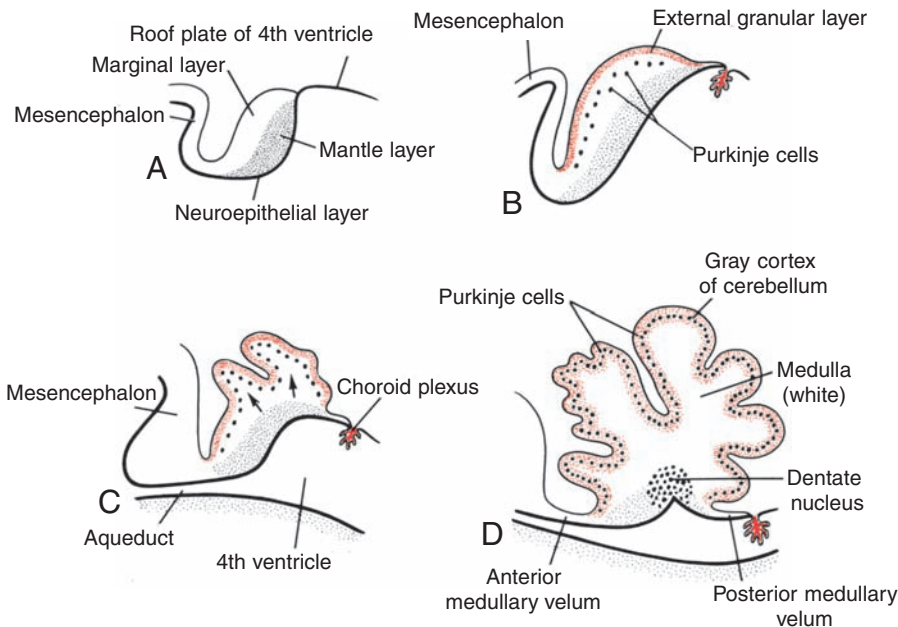 Roof plate of 4th ventricle
Marginal layer
Mesencephalon
Mantle layer
A
Neuroepithelial layer
Mesencephalon
External granular layer
Purkinje cells
B
Mesencephalon
Choroid plexus
C
Aqueduct
4th ventricle
Purkinje cells
Gray cortex
of cerebellum
Medulla
(white)
Dentate
nucleus
D
Anterior
medullary velum
Posterior medullary
velum